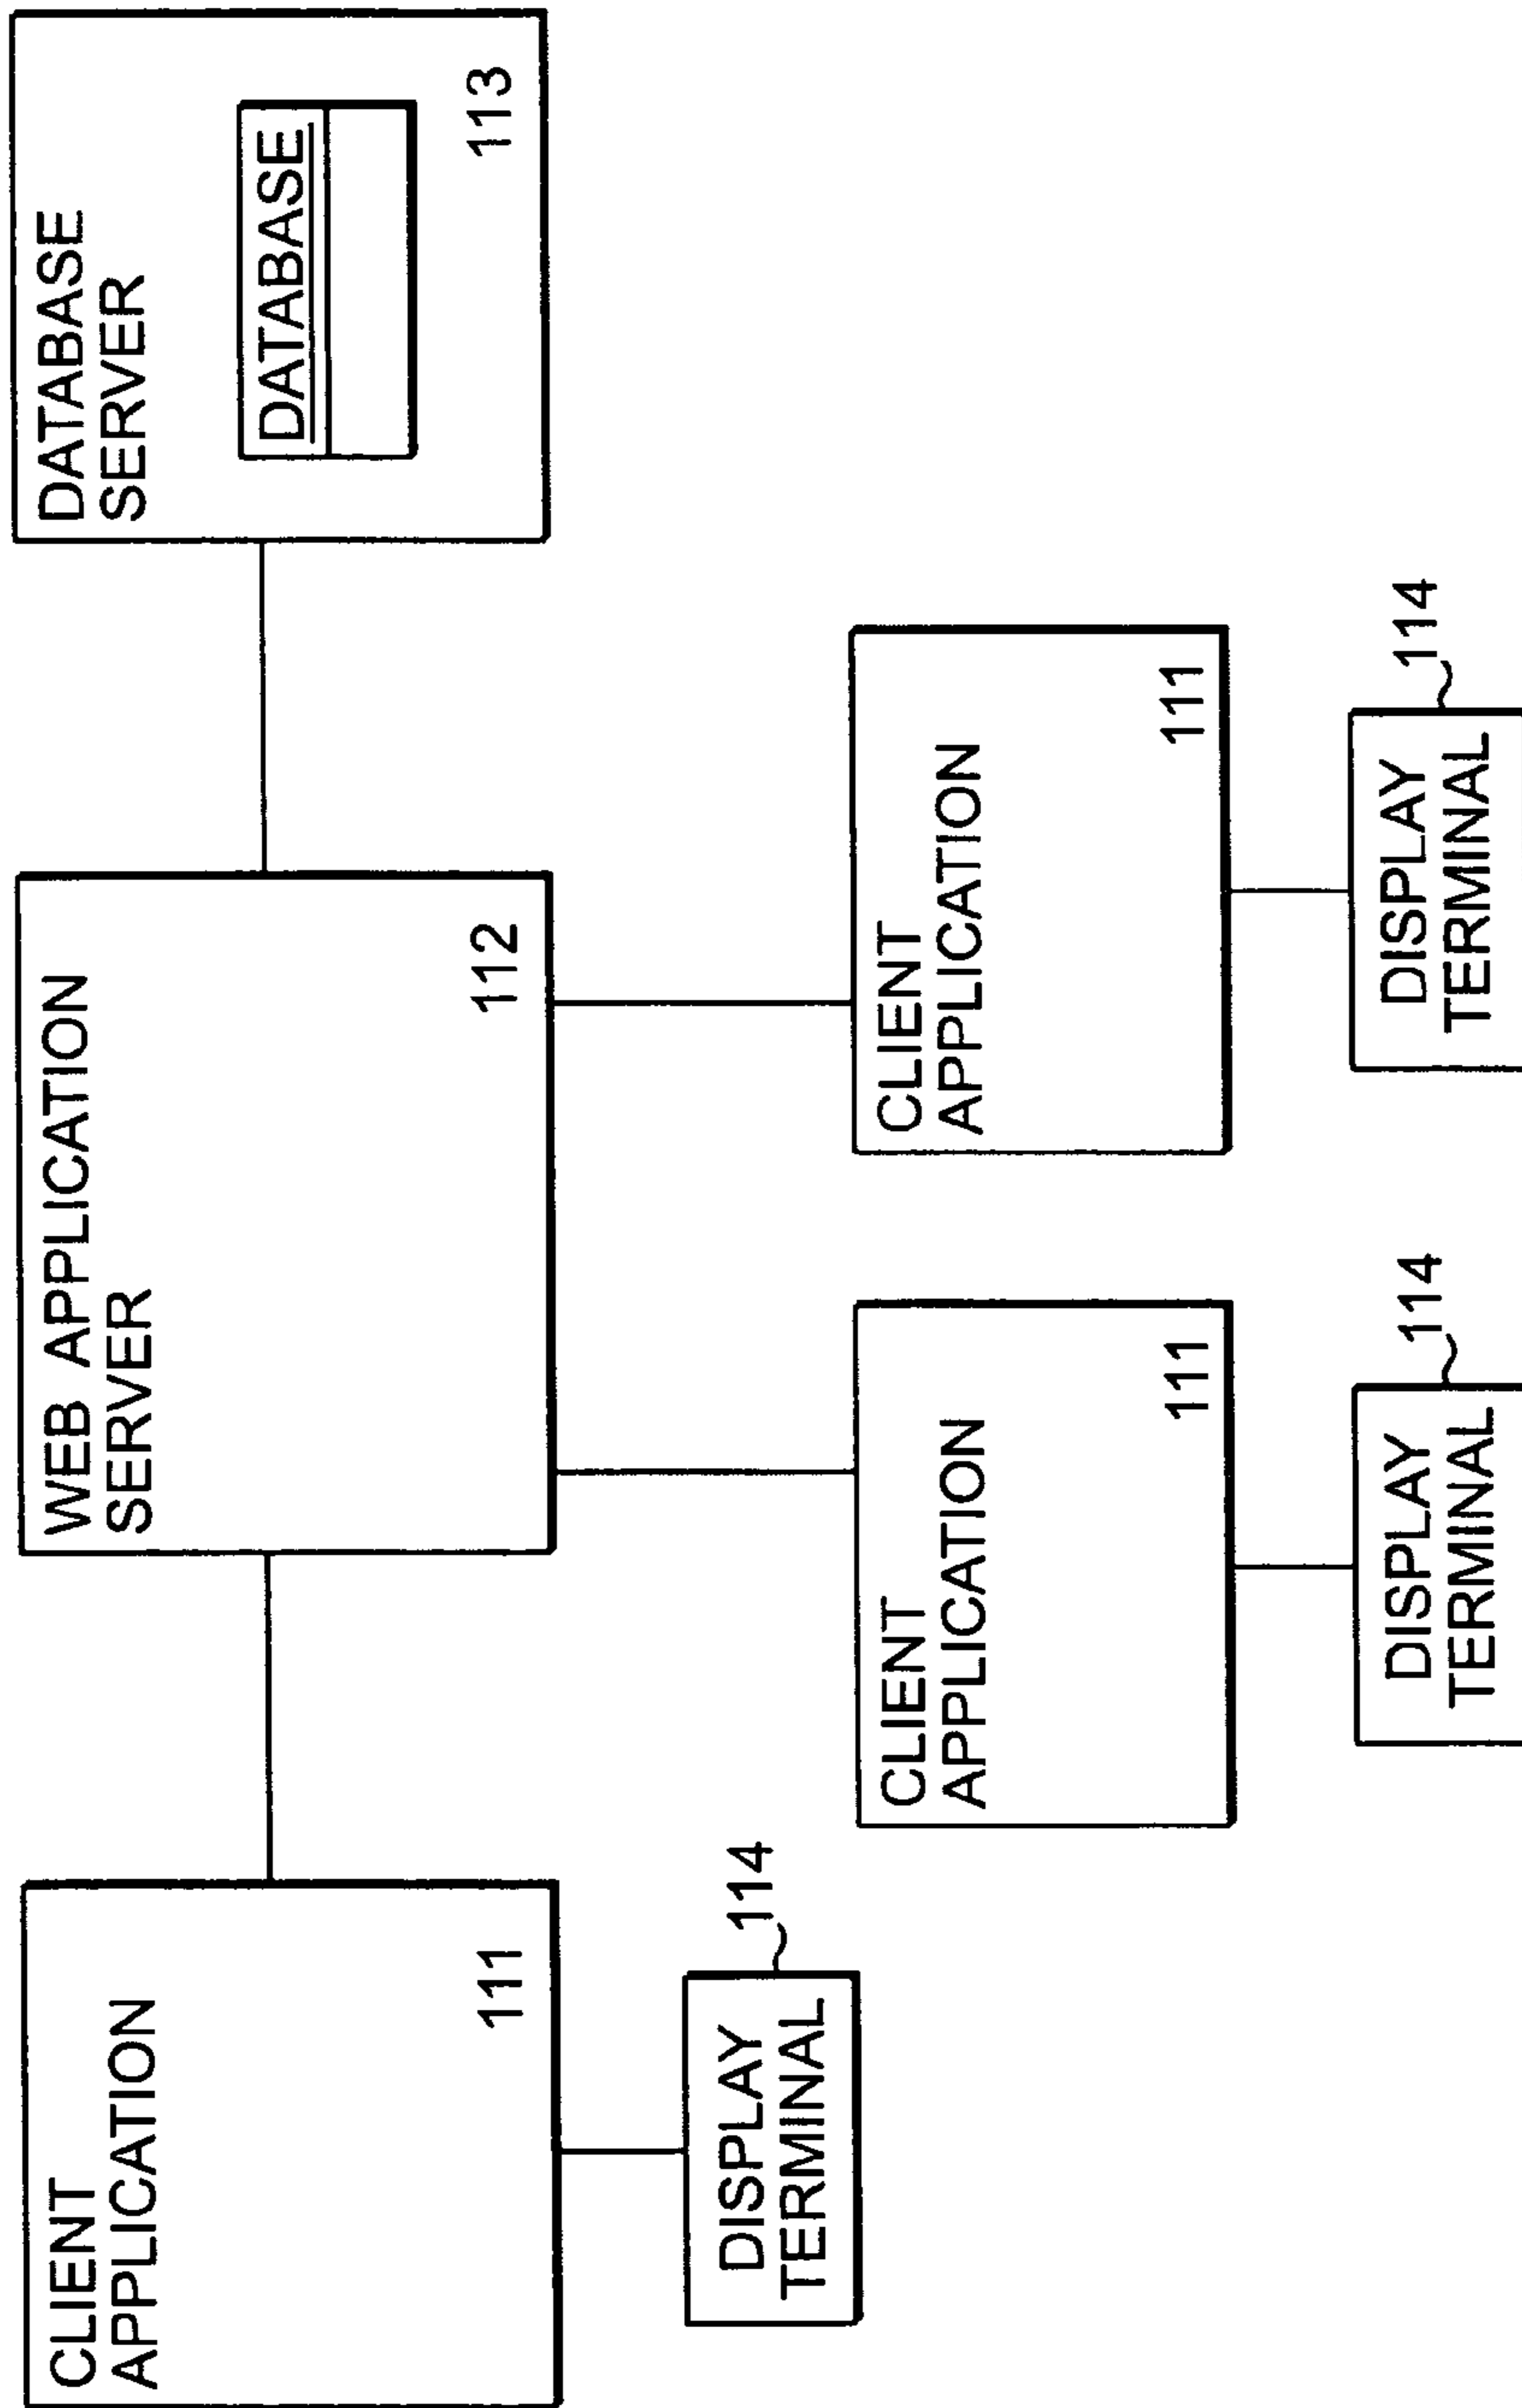 CLIENT
APPLICATION
111
DISPLAY
TERMINAL
114
WEB APPLICATION
SERVER
112
DATABASE
SERVER
DATABASE
113
CLIENT
APPLICATION
111
DISPLAY
TERMINAL
114
CLIENT
APPLICATION
111
DISPLAY
TERMINAL
114